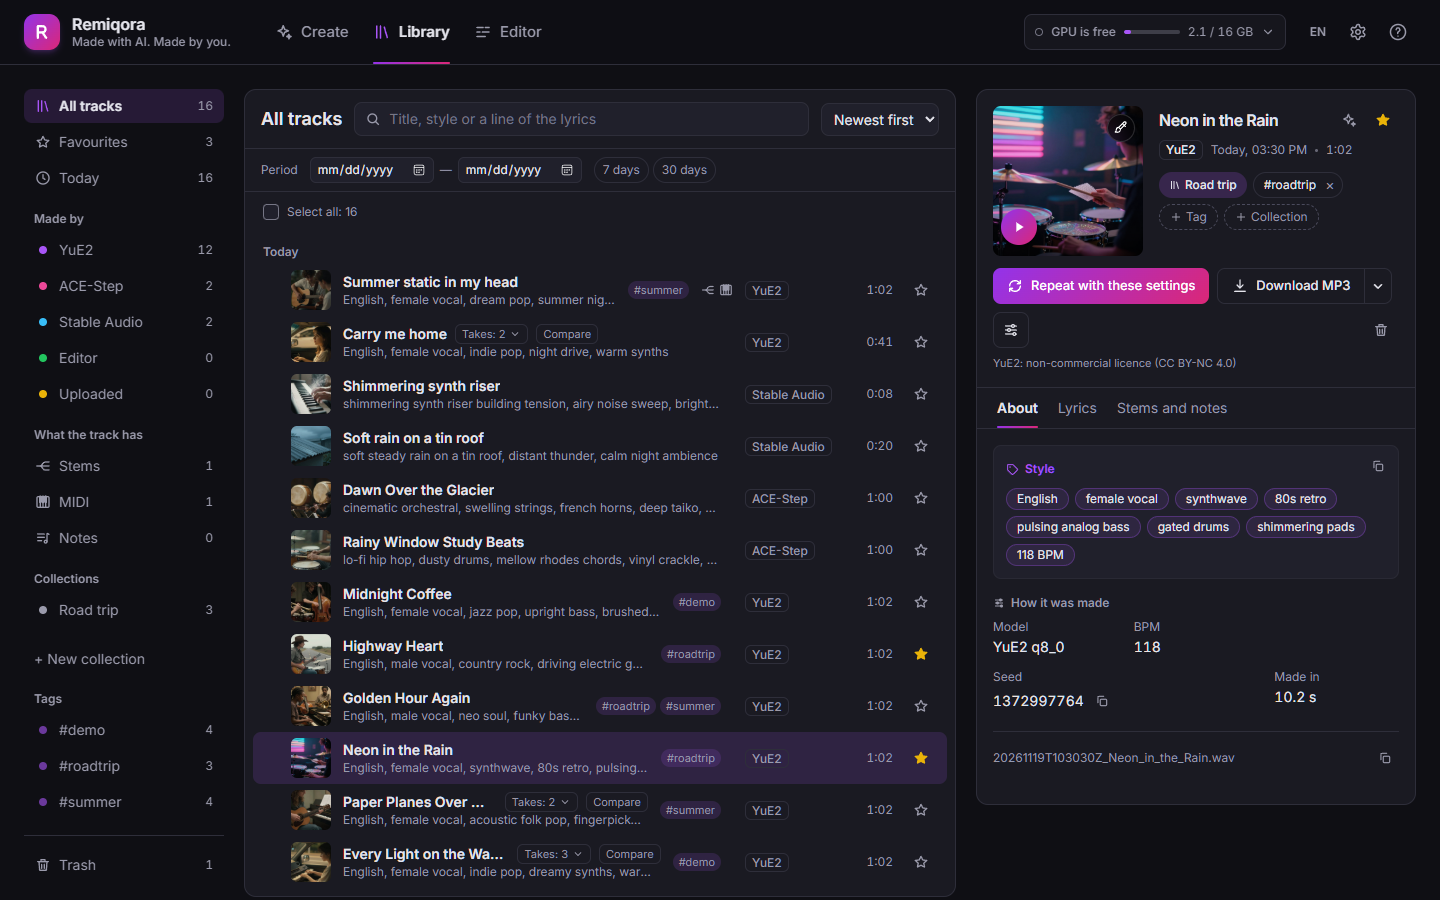 R
Remiqora
Made with AI. Made by you.
Create
Library
Editor
GPU is free
2.1 / 16 GB
EN
All tracks 16
Favourites 3
Today 16
Made by
YuE2 12
ACE-Step 2
Stable Audio 2
Editor 0
Uploaded 0
What the track has
Stems 1
MIDI 1
Notes 0
Collections
Road trip 3
+ New collection
Tags
#demo 4
#roadtrip 3
#summer 4
Trash 1
All tracks
Title, style or a line of the lyrics
Newest first
Period mm/dd/yyyy — mm/dd/yyyy 7 days 30 days
Select all: 16
Today
Summer static in my head
English, female vocal, dream pop, summer nig...
#summer YuE2 1:02
Carry me home Takes: 2 Compare
English, female vocal, indie pop, night drive, warm synths
YuE2 0:41
Shimmering synth riser
shimmering synth riser building tension, airy noise sweep, bright...
Stable Audio 0:08
Soft rain on a tin roof
soft steady rain on a tin roof, distant thunder, calm night ambience
Stable Audio 0:20
Dawn Over the Glacier
cinematic orchestral, swelling strings, french horns, deep taiko, ...
ACE-Step 1:00
Rainy Window Study Beats
lo-fi hip hop, dusty drums, mellow rhodes chords, vinyl crackle, ...
ACE-Step 1:00
Midnight Coffee
English, female vocal, jazz pop, upright bass, brushed...
#demo YuE2 1:02
Highway Heart
English, male vocal, country rock, driving electric g...
#roadtrip YuE2 1:02
Golden Hour Again
English, male vocal, neo soul, funky bas...
#roadtrip #summer YuE2 1:02
Neon in the Rain
English, female vocal, synthwave, 80s retro, pulsing...
#roadtrip YuE2 1:02
Paper Planes Over ... Takes: 2 Compare
English, female vocal, acoustic folk pop, fingerpick...
#summer YuE2 1:02
Every Light on the Wa... Takes: 3 Compare
English, female vocal, indie pop, dreamy synths, war...
#demo YuE2 1:02
Neon in the Rain
YuE2 Today, 03:30 PM • 1:02
Road trip #roadtrip ×
+ Tag + Collection
Repeat with these settings
Download MP3
YuE2: non-commercial licence (CC BY-NC 4.0)
About Lyrics Stems and notes
Style
English female vocal synthwave 80s retro
pulsing analog bass gated drums shimmering pads
118 BPM
How it was made
Model BPM
YuE2 q8_0 118
Seed Made in
1372997764 10.2 s
20261119T103030Z_Neon_in_the_Rain.wav